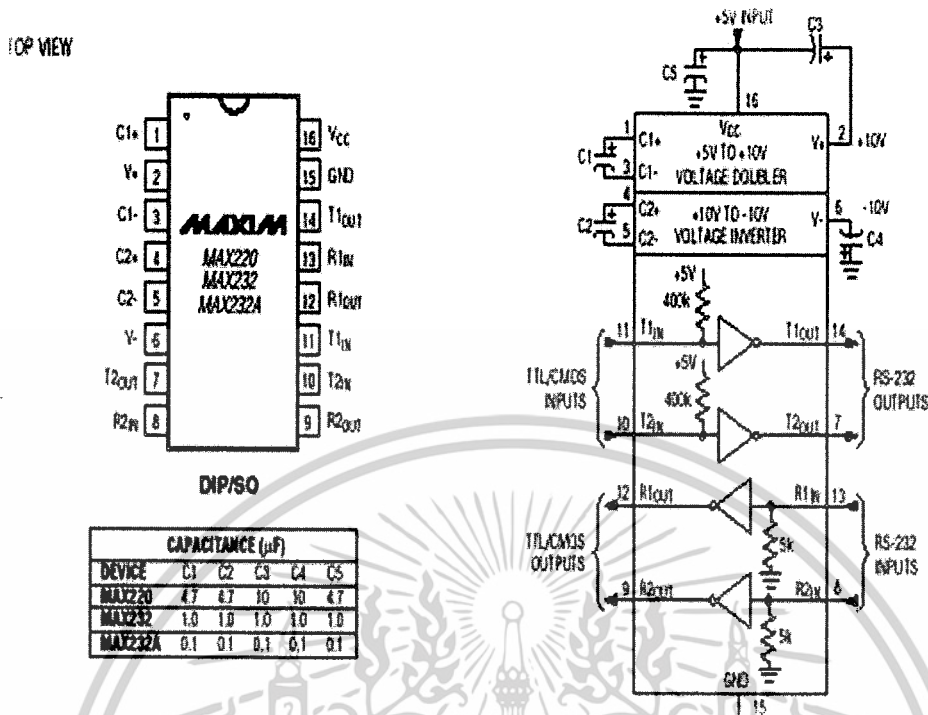 TOP VIEW
C1+ 1
V+ 2
C1- 3
C2+ 4
C2- 5
V- 6
T2OUT 7
R2IN 8
16 VCC
15 GND
14 T1OUT
13 R1IN
12 R1OUT
11 T1IN
10 T2IN
9 R2OUT
MAXIM
MAX220
MAX232
MAX232A
DIP/SO
CAPACITANCE (µF)
DEVICE C1 C2 C3 C4 C5
MAX220 4.7 4.7 10 10 4.7
MAX232 1.0 1.0 1.0 1.0 1.0
MAX232A 0.1 0.1 0.1 0.1 0.1
+5V INPUT
C3
C5
16
1 C1+
C1
3 C1-
VCC
+5V TO +10V
VOLTAGE DOUBLER
V+ 2 +10V
4 C2+
C2
5 C2-
+10V TO -10V
VOLTAGE INVERTER
V- 6 -10V
C4
+5V
400k
11 T1IN
T1OUT 14
+5V
400k
TTL/CMOS
INPUTS
RS-232
OUTPUTS
10 T2IN
T2OUT 7
12 R1OUT
R1IN 13
5k
TTL/CMOS
OUTPUTS
RS-232
INPUTS
9 R2OUT
R2IN 8
5k
GND
15